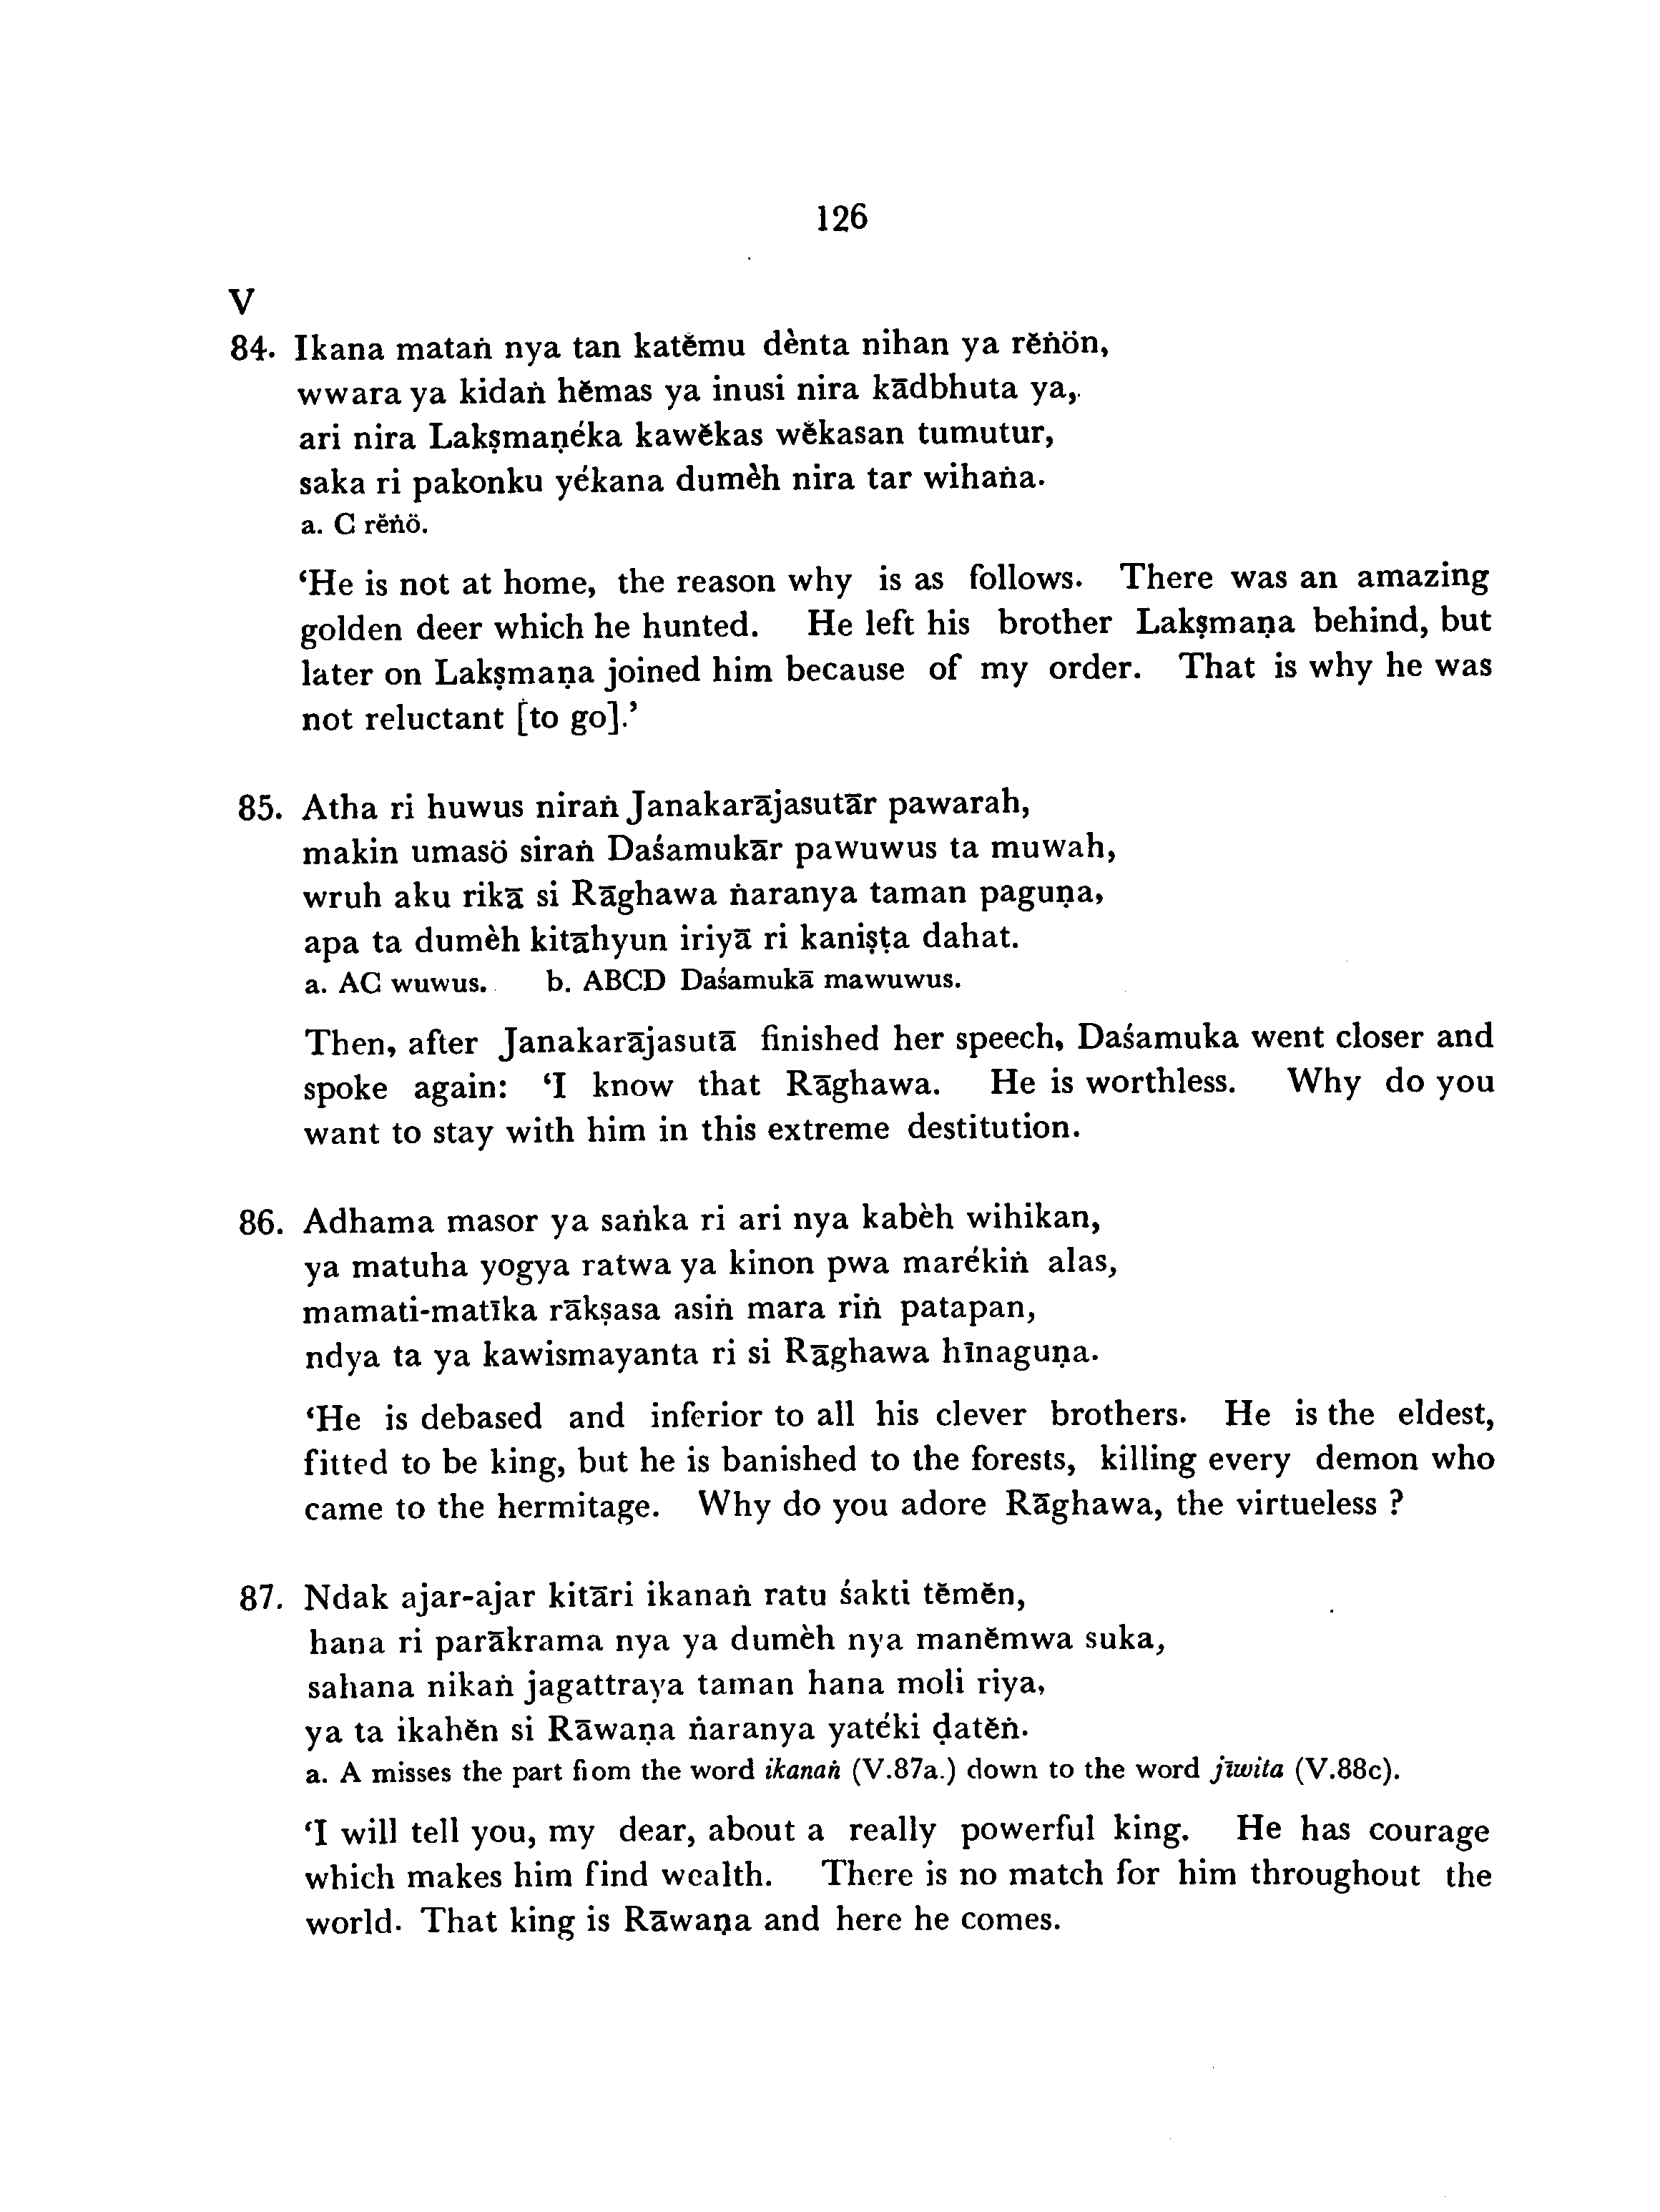 126
V
84. Ikana mataṅ nya tan katĕmu dènta nihan ya rĕṅön,
wwara ya kidaṅ hĕmas ya inusi nira kādbhuta ya,
ari nira Lakṣmaṇéka kawĕkas wĕkasan tumutur,
saka ri pakonku yékana dumèh nira tar wihaṅa.
a. C rĕṅö.
‘He is not at home, the reason why is as follows. There was an amazing
golden deer which he hunted. He left his brother Lakṣmaṇa behind, but
later on Lakṣmaṇa joined him because of my order. That is why he was
not reluctant [to go].’
85. Atha ri huwus niraṅ Janakarājasutār pawarah,
makin umasö siraṅ Daśamukār pawuwus ta muwah,
wruh aku rikā si Rāghawa ṅaranya taman paguṇa,
apa ta dumèh kitāhyun iriyā ri kaniṣṭa dahat.
a. AC wuwus. b. ABCD Daśamukā mawuwus.
Then, after Janakarājasutā finished her speech, Daśamuka went closer and
spoke again: ‘I know that Rāghawa. He is worthless. Why do you
want to stay with him in this extreme destitution.
86. Adhama masor ya saṅka ri ari nya kabèh wihikan,
ya matuha yogya ratwa ya kinon pwa marékiṅ alas,
mamati-matīka rākṣasa asiṅ mara riṅ patapan,
ndya ta ya kawismayanta ri si Rāghawa hīnaguṇa.
‘He is debased and inferior to all his clever brothers. He is the eldest,
fitted to be king, but he is banished to the forests, killing every demon who
came to the hermitage. Why do you adore Rāghawa, the virtueless ?
87. Ndak ajar-ajar kitāri ikanaṅ ratu śakti tĕmĕn,
hana ri parākrama nya ya dumèh nya manĕmwa suka,
sahana nikaṅ jagattraya taman hana moli riya,
ya ta ikahĕn si Rāwaṇa ṅaranya yatéki ḍatĕṅ.
a. A misses the part fiom the word ikanaṅ (V.87a.) down to the word jīwita (V.88c).
‘I will tell you, my dear, about a really powerful king. He has courage
which makes him find wealth. There is no match for him throughout the
world. That king is Rāwaṇa and here he comes.